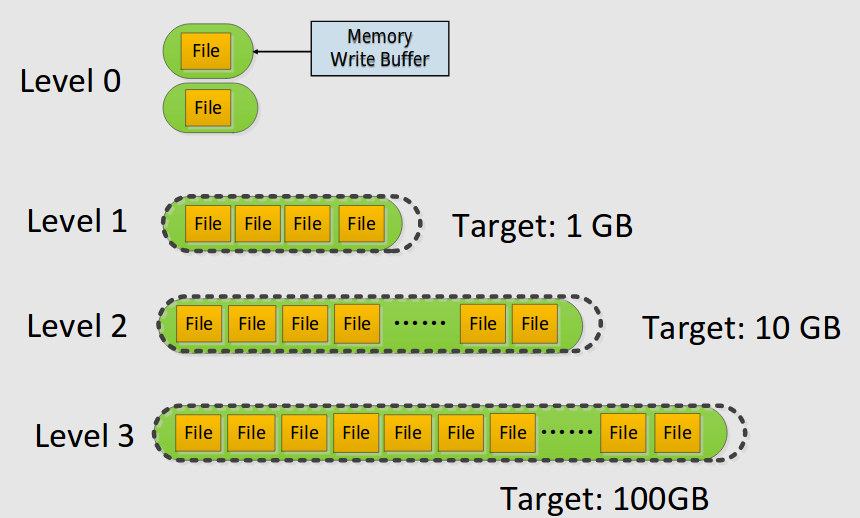 Memory
Write Buffer
File
Level 0
File
Level 1
File File File File
Target: 1 GB
Level 2
File File File File ...... File File
Target: 10 GB
Level 3
File File File File File File File ...... File File
Target: 100GB